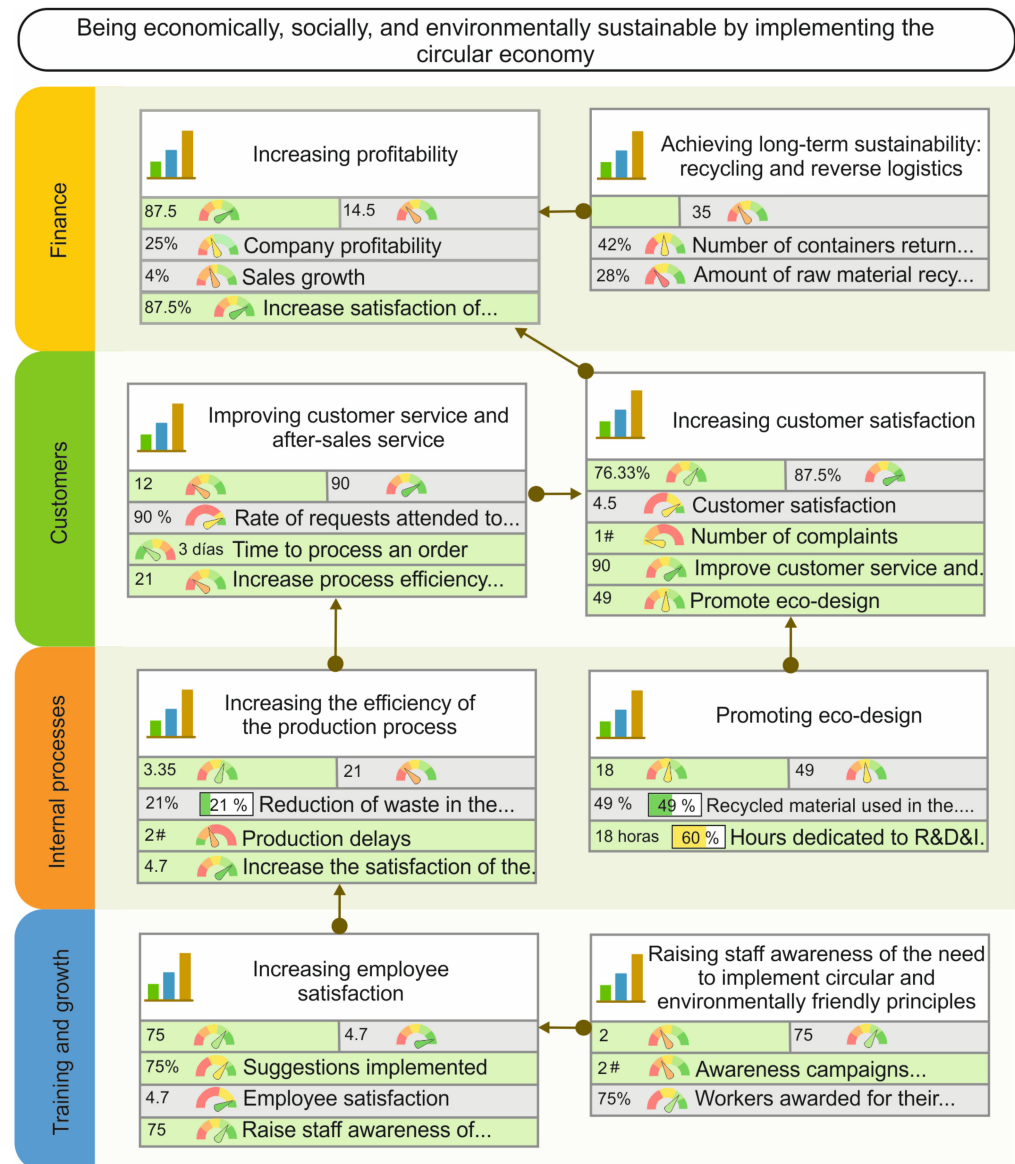 Being economically, socially, and environmentally sustainable by implementing the
circular economy
Finance
Increasing profitability
87.5
14.5
25% Company profitability
4% Sales growth
87.5% Increase satisfaction of...
Achieving long-term sustainability:
recycling and reverse logistics
35
42% Number of containers return...
28% Amount of raw material recy...
Customers
Improving customer service and
after-sales service
12
90
90 % Rate of requests attended to...
3 días Time to process an order
21 Increase process efficiency...
Increasing customer satisfaction
76.33%
87.5%
4.5 Customer satisfaction
1# Number of complaints
90 Improve customer service and.
49 Promote eco-design
Internal processes
Increasing the efficiency of
the production process
3.35
21
21% 21 % Reduction of waste in the...
2# Production delays
4.7 Increase the satisfaction of the.
Promoting eco-design
18
49
49 % 49 % Recycled material used in the....
18 horas 60 % Hours dedicated to R&D&I.
Training and growth
Increasing employee
satisfaction
75
4.7
75% Suggestions implemented
4.7 Employee satisfaction
75 Raise staff awareness of...
Raising staff awareness of the need
to implement circular and
environmentally friendly principles
2
75
2# Awareness campaigns...
75% Workers awarded for their...